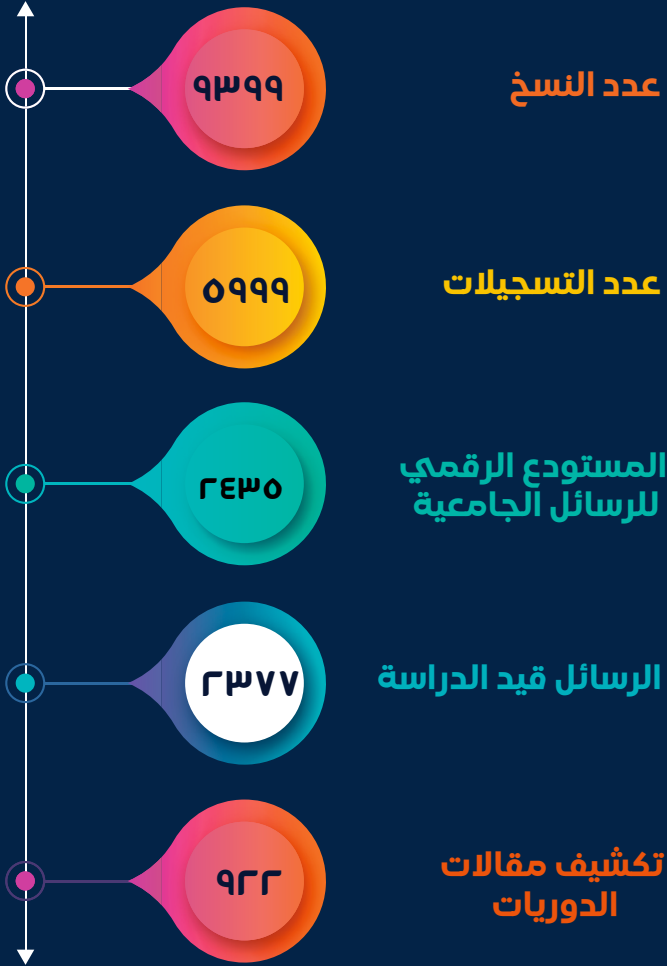 عدد النسخ
٩٣٩٩
عدد التسجيلات
٥٩٩٩
المستودع الرقمي
للرسائل الجامعية
٢٤٣٥
الرسائل قيد الدراسة
٢٣٧٧
تكشيف مقالات
الدوريات
٩٢٢